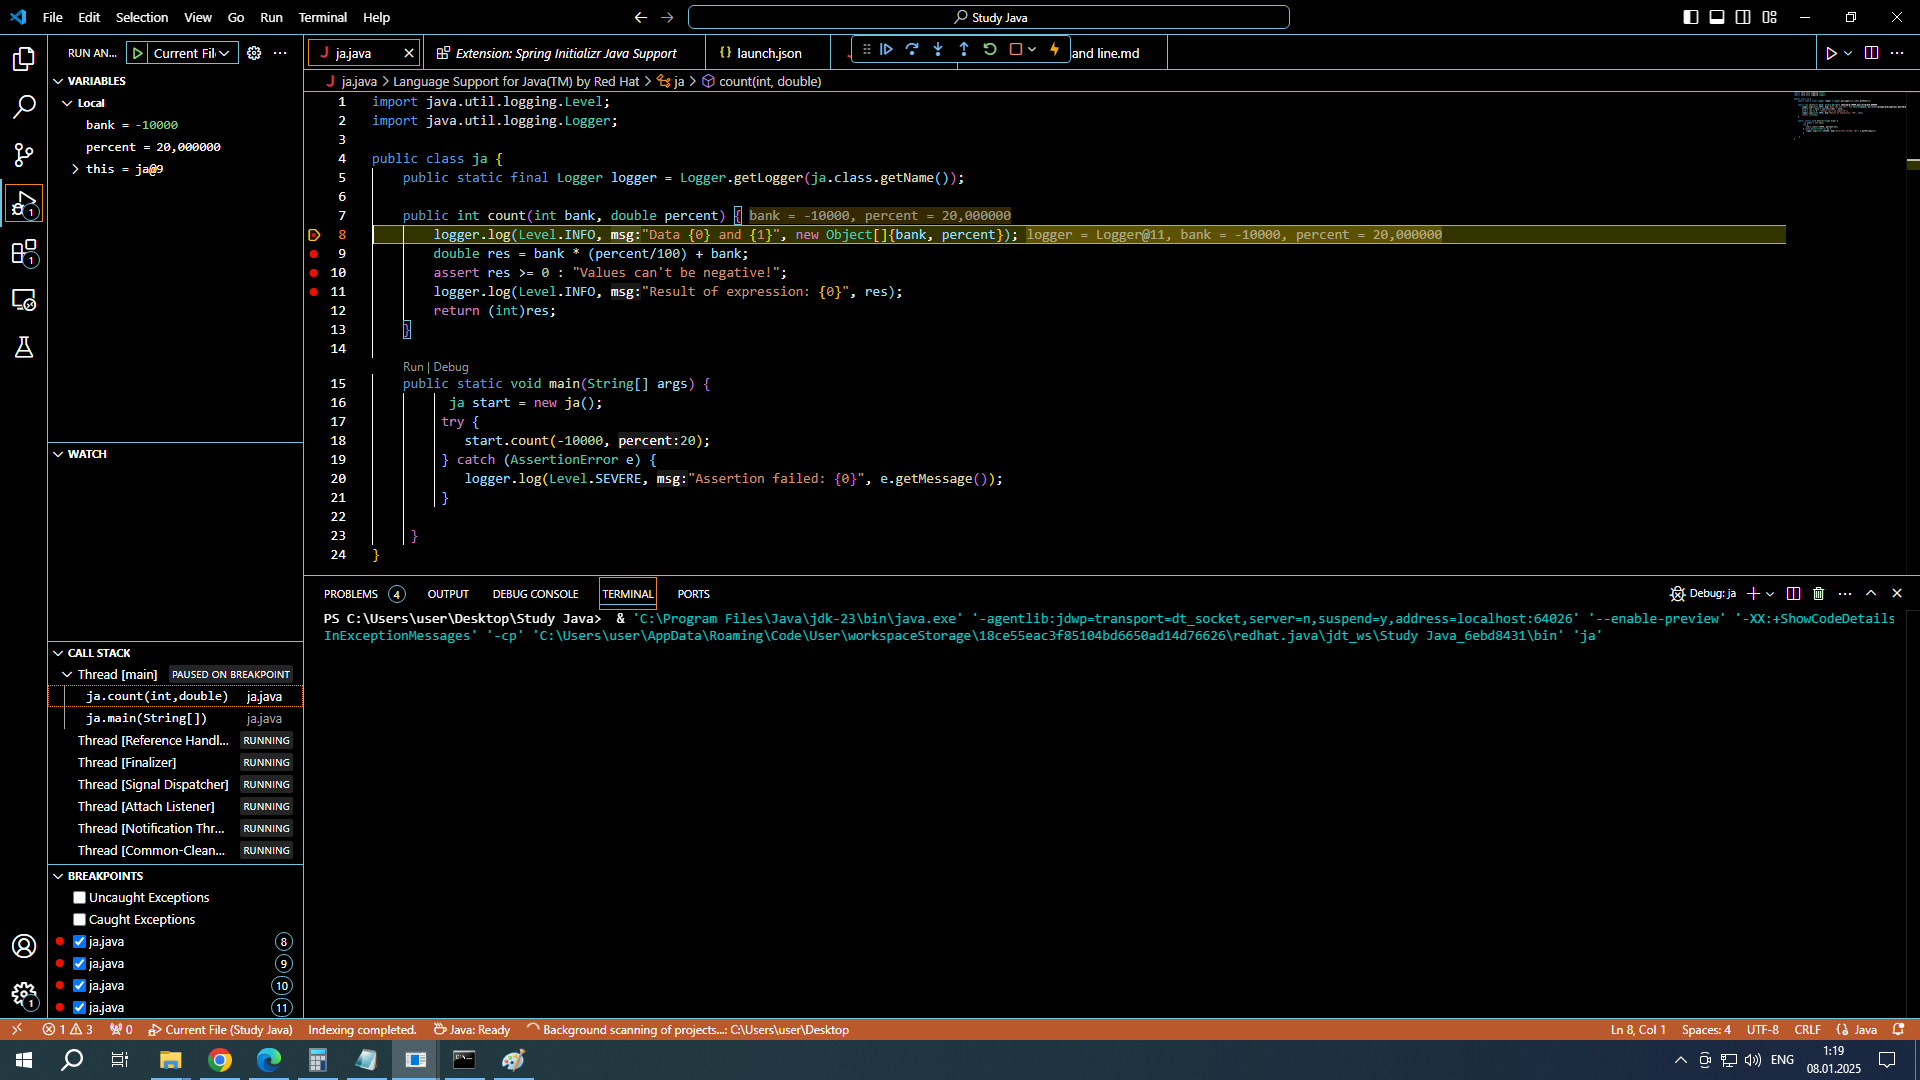 File Edit Selection View Go Run Terminal Help
Study Java
RUN AN... Current Fil
ja.java
Extension: Spring Initializr Java Support
launch.json
and line.md
ja.java > Language Support for Java(TM) by Red Hat > ja > count(int, double)
VARIABLES
Local
bank = -10000
percent = 20,000000
this = ja@9
WATCH
CALL STACK
Thread [main] PAUSED ON BREAKPOINT
ja.count(int,double) ja.java
ja.main(String[]) ja.java
Thread [Reference Handl... RUNNING
Thread [Finalizer] RUNNING
Thread [Signal Dispatcher] RUNNING
Thread [Attach Listener] RUNNING
Thread [Notification Thr... RUNNING
Thread [Common-Clean... RUNNING
BREAKPOINTS
Uncaught Exceptions
Caught Exceptions
ja.java 8
ja.java 9
ja.java 10
ja.java 11
1 import java.util.logging.Level;
2 import java.util.logging.Logger;
3
4 public class ja {
5 public static final Logger logger = Logger.getLogger(ja.class.getName());
6
7 public int count(int bank, double percent) { bank = -10000, percent = 20,000000
8 logger.log(Level.INFO, msg:"Data {0} and {1}", new Object[]{bank, percent}); logger = Logger@11, bank = -10000, percent = 20,000000
9 double res = bank * (percent/100) + bank;
10 assert res >= 0 : "Values can't be negative!";
11 logger.log(Level.INFO, msg:"Result of expression: {0}", res);
12 return (int)res;
13 }
14
Run | Debug
15 public static void main(String[] args) {
16 ja start = new ja();
17 try {
18 start.count(-10000, percent:20);
19 } catch (AssertionError e) {
20 logger.log(Level.SEVERE, msg:"Assertion failed: {0}", e.getMessage());
21 }
22
23 }
24 }
PROBLEMS 4 OUTPUT DEBUG CONSOLE TERMINAL PORTS
Debug: ja
PS C:\Users\user\Desktop\Study Java> & 'C:\Program Files\Java\jdk-23\bin\java.exe' '-agentlib:jdwp=transport=dt_socket,server=n,suspend=y,address=localhost:64026' '--enable-preview' '-XX:+ShowCodeDetails
InExceptionMessages' '-cp' 'C:\Users\user\AppData\Roaming\Code\User\workspaceStorage\18ce55eac3f85104bd6650ad14d76626\redhat.java\jdt_ws\Study Java_6ebd8431\bin' 'ja'
1 3 0 Current File (Study Java) Indexing completed. Java: Ready Background scanning of projects...: C:\Users\user\Desktop
Ln 8, Col 1 Spaces: 4 UTF-8 CRLF Java
ENG
1:19
08.01.2025